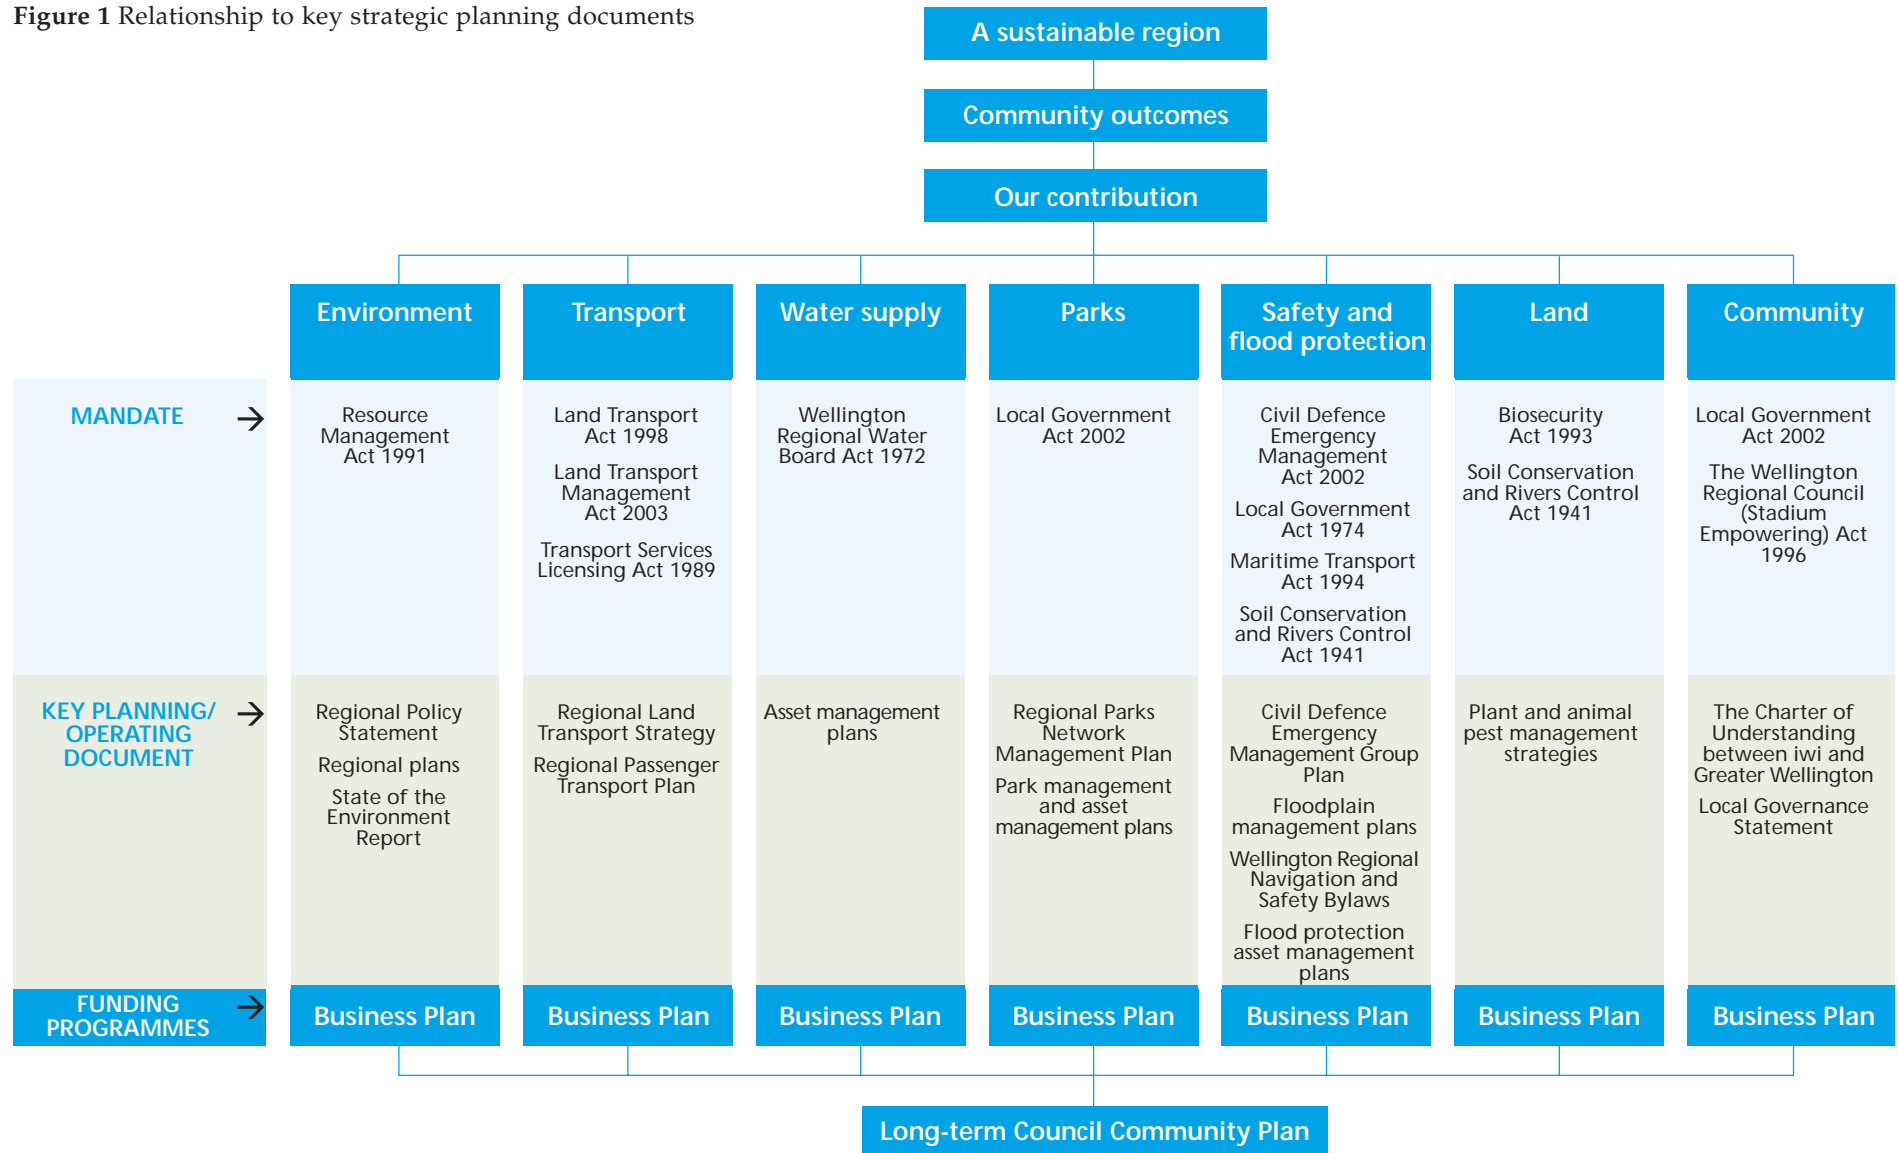 Figure 1 Relationship to key strategic planning documents
A sustainable region
Community outcomes
Our contribution
Environment
Transport
Water supply
Parks
Safety and
flood protection
Land
Community
MANDATE →
Resource
Management
Act 1991
Land Transport
Act 1998
Land Transport
Management
Act 2003
Transport Services
Licensing Act 1989
Wellington
Regional Water
Board Act 1972
Local Government
Act 2002
Civil Defence
Emergency
Management
Act 2002
Local Government
Act 1974
Maritime Transport
Act 1994
Soil Conservation
and Rivers Control
Act 1941
Biosecurity
Act 1993
Soil Conservation
and Rivers Control
Act 1941
Local Government
Act 2002
The Wellington
Regional Council
(Stadium
Empowering) Act
1996
KEY PLANNING/ →
OPERATING
DOCUMENT
Regional Policy
Statement
Regional plans
State of the
Environment
Report
Regional Land
Transport Strategy
Regional Passenger
Transport Plan
Asset management
plans
Regional Parks
Network
Management Plan
Park management
and asset
management plans
Civil Defence
Emergency
Management Group
Plan
Floodplain
management plans
Wellington Regional
Navigation and
Safety Bylaws
Flood protection
asset management
plans
Plant and animal
pest management
strategies
The Charter of
Understanding
between iwi and
Greater Wellington
Local Governance
Statement
FUNDING →
PROGRAMMES
Business Plan
Business Plan
Business Plan
Business Plan
Business Plan
Business Plan
Business Plan
Long-term Council Community Plan